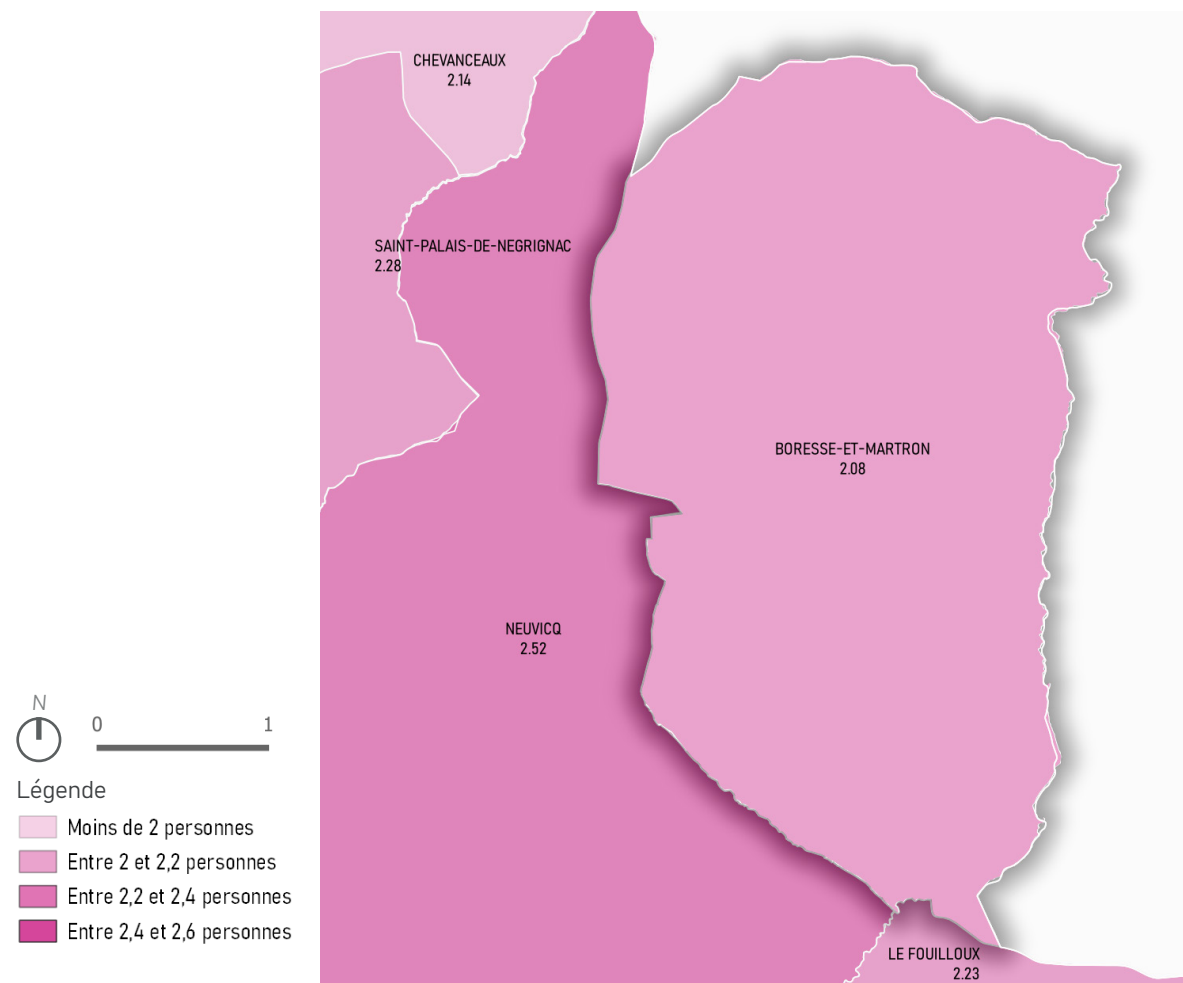 CHEVANCEAUX
2.14
SAINT-PALAIS-DE-NEGRIGNAC
2.28
BORESSE-ET-MARTRON
2.08
NEUVICQ
2.52
LE FOUILLOUX
2.23
N
0 1
Légende
Moins de 2 personnes
Entre 2 et 2,2 personnes
Entre 2,2 et 2,4 personnes
Entre 2,4 et 2,6 personnes